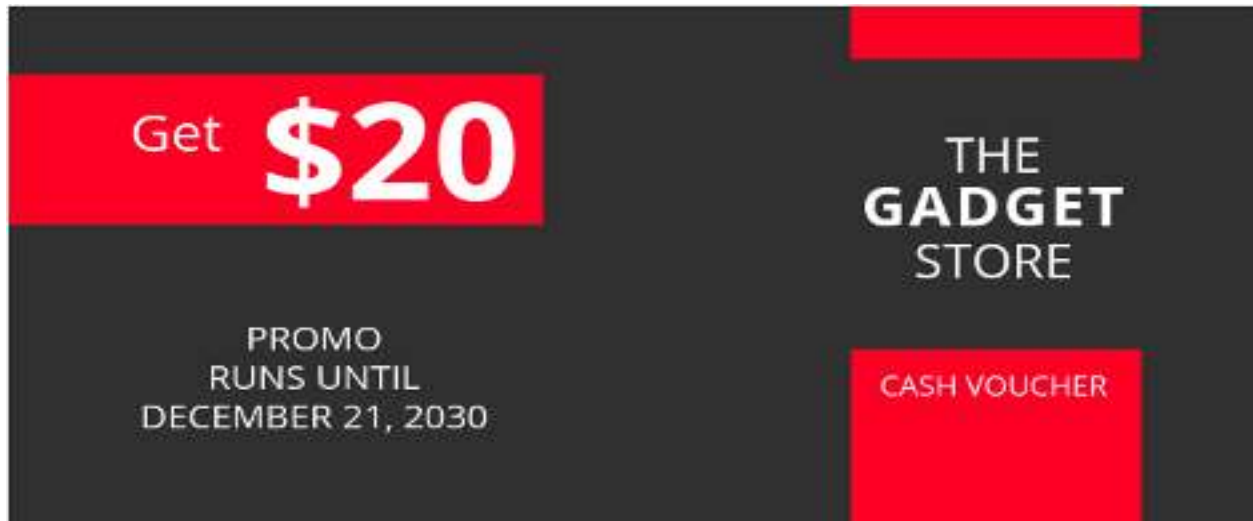 Get $20
PROMO
RUNS UNTIL
DECEMBER 21, 2030
THE
GADGET
STORE
CASH VOUCHER